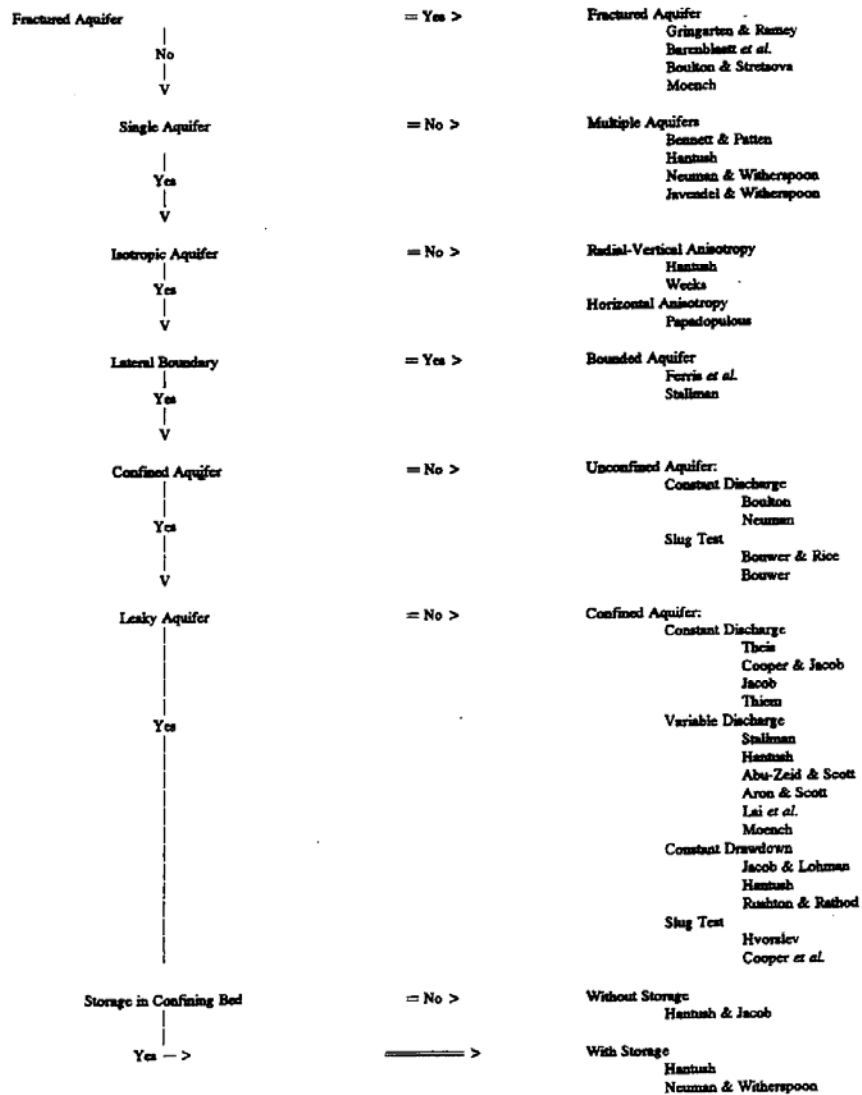 Fractured Aquifer = Yes > Fractured Aquifer
Gringarten & Ramey
No Barenblaatt et al.
Boulton & Stretsova
V Moench
Single Aquifer = No > Multiple Aquifers
Bennett & Patten
Hantush
Yes Neuman & Witherspoon
Javendel & Witherspoon
V
Isotropic Aquifer = No > Radial-Vertical Anisotropy
Hantush
Yes Weeks
Horizontal Anisotropy
V Papadopulous
Lateral Boundary = Yes > Bounded Aquifer
Ferris et al.
Yes Stallman
V
Confined Aquifer = No > Unconfined Aquifer:
Constant Discharge
Boulton
Yes Neuman
Slug Test
Bouwer & Rice
V Bouwer
Leaky Aquifer = No > Confined Aquifer:
Constant Discharge
Theis
Cooper & Jacob
Jacob
Thiem
Yes Variable Discharge
Stallman
Hantush
Abu-Zeid & Scott
Aron & Scott
Lai et al.
Moench
Constant Drawdown
Jacob & Lohman
Hantush
Rushton & Rathod
Slug Test
Hvorslev
Cooper et al.
Storage in Confining Bed = No > Without Storage
Hantush & Jacob
Yes — > ═ > With Storage
Hantush
Neuman & Witherspoon